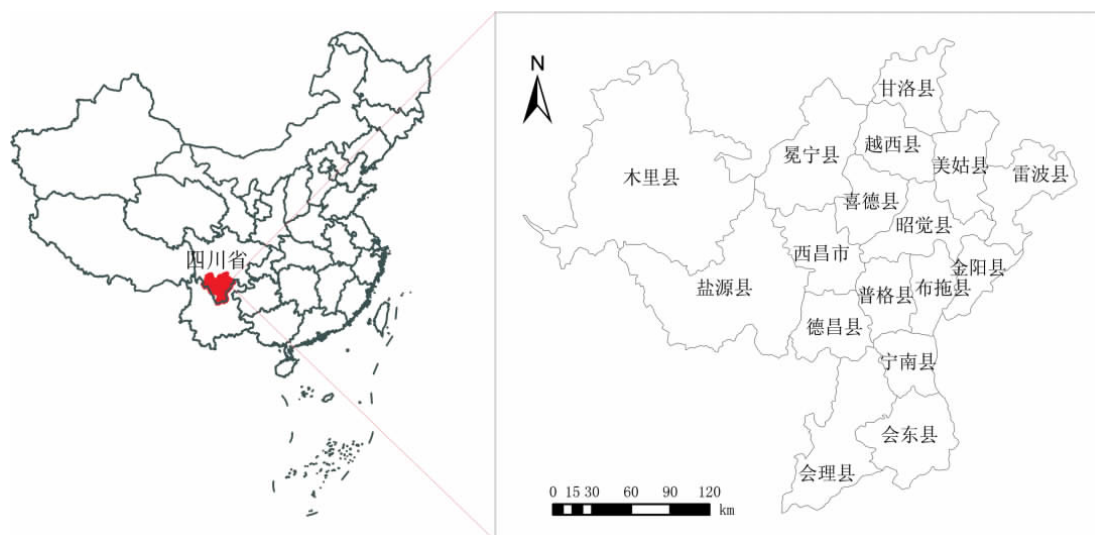 四川省
N
甘洛县
越西县
冕宁县
美姑县
雷波县
木里县
喜德县
昭觉县
西昌市
金阳县
盐源县
普格县
布拖县
德昌县
宁南县
会东县
会理县
0 15 30 60 90 120
km